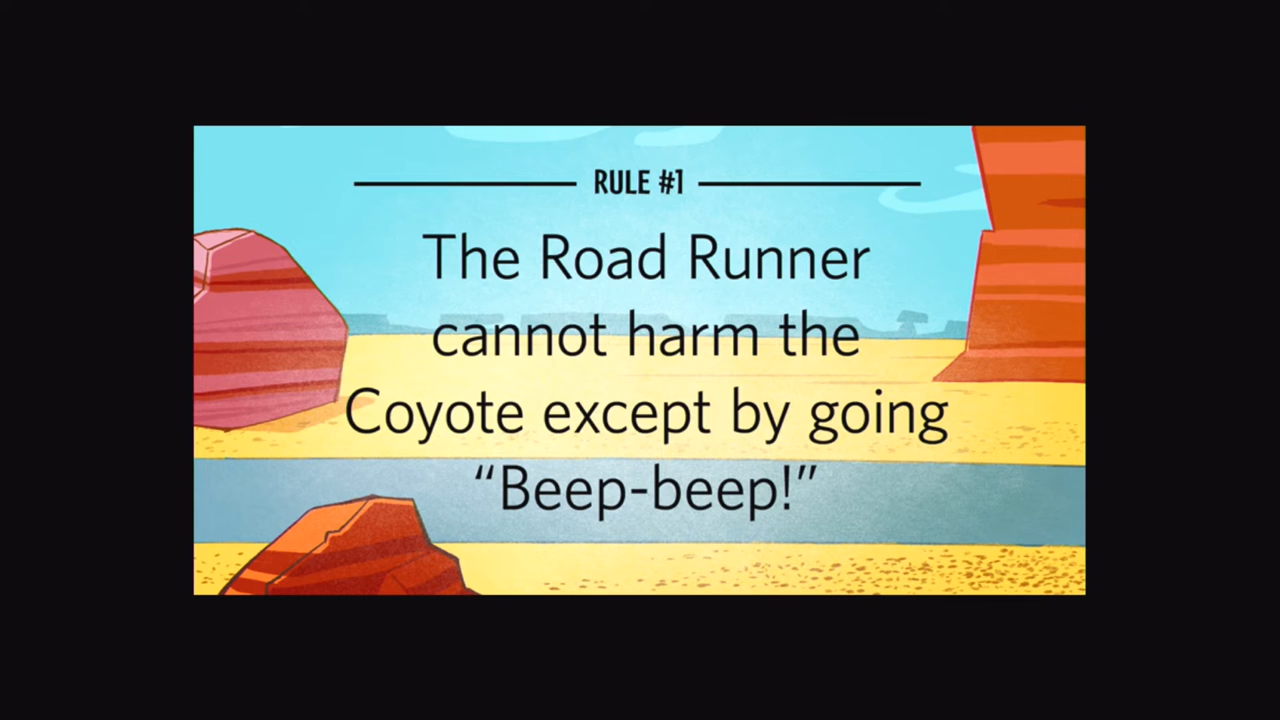 RULE #1
The Road Runner
cannot harm the
Coyote except by going
“Beep-beep!”